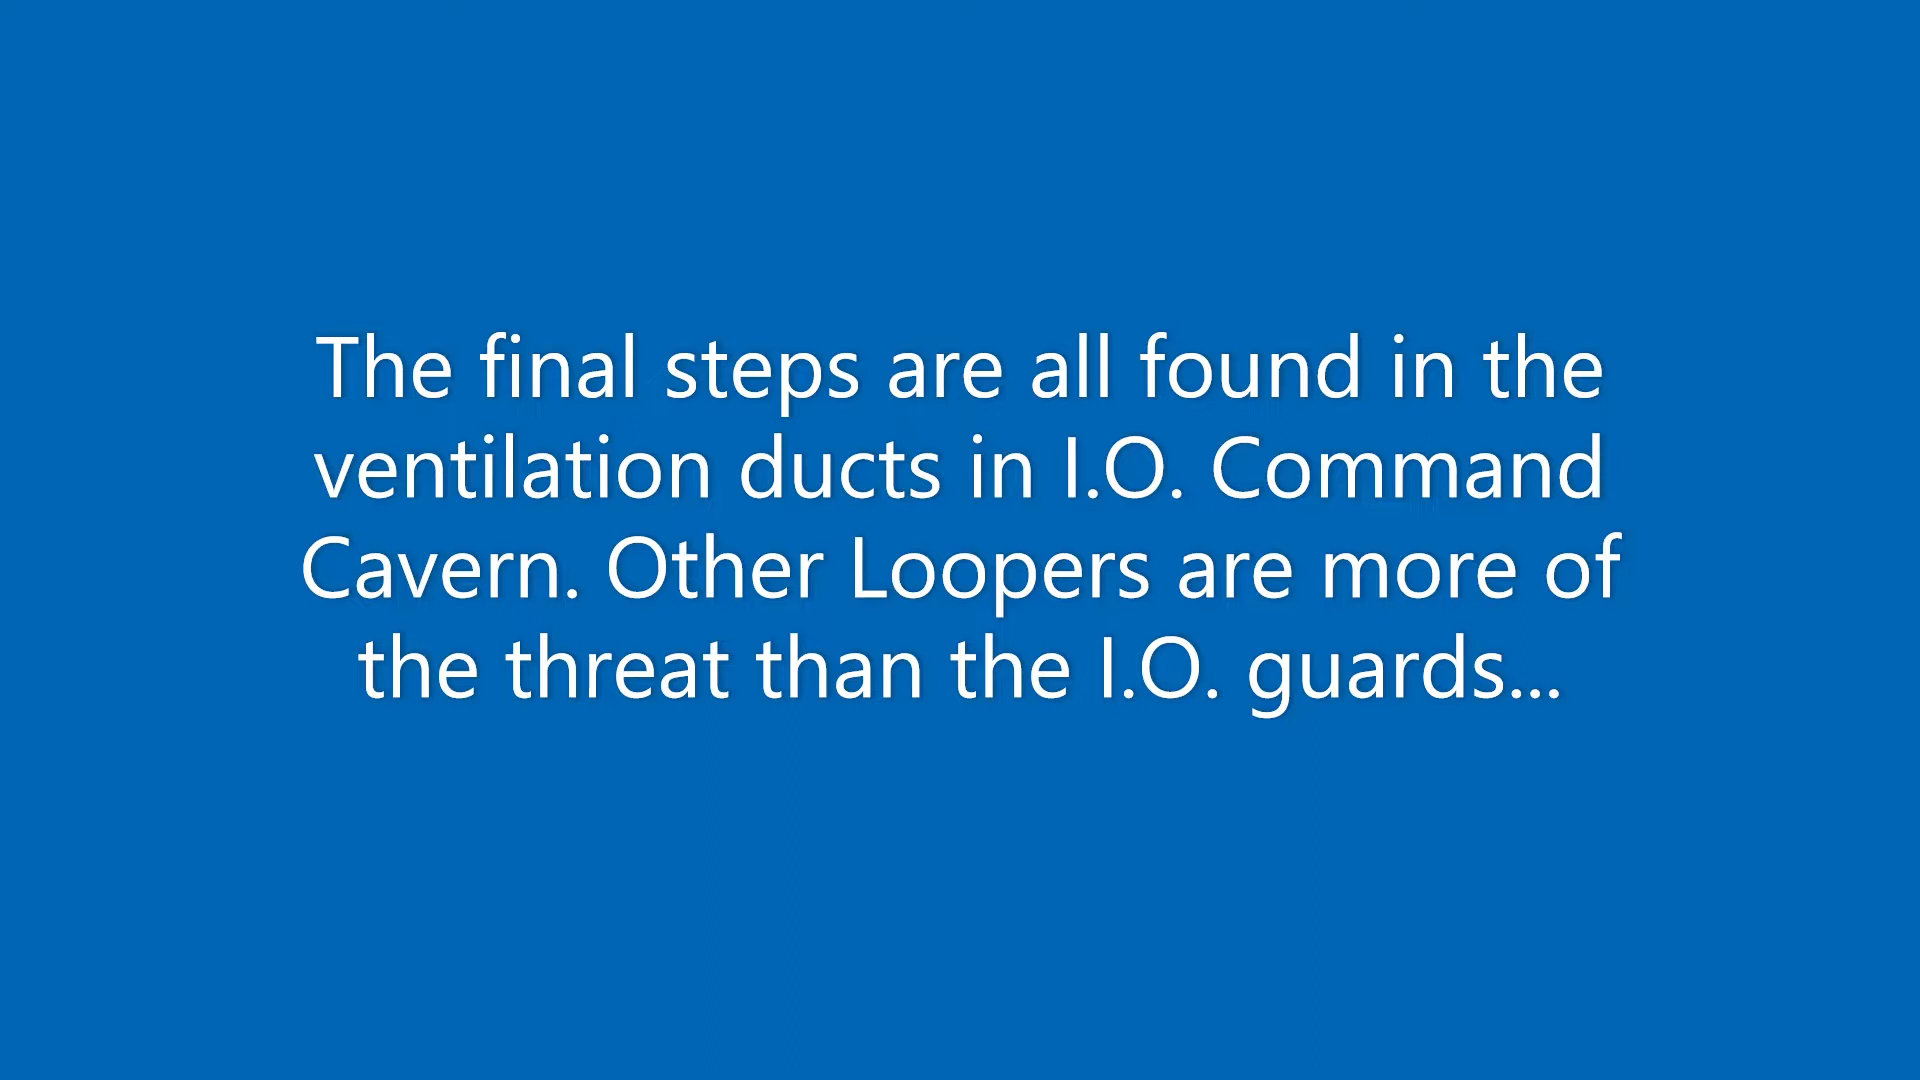 The final steps are all found in the
ventilation ducts in I.O. Command
Cavern. Other Loopers are more of
the threat than the I.O. guards...